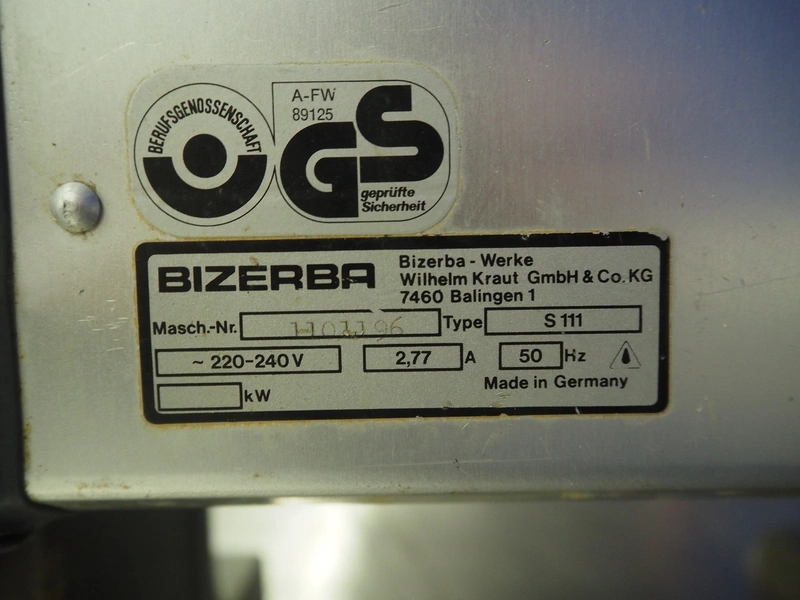 BERUFSGENOSSENSCHAFT
A-FW
89125
GS
geprüfte
Sicherheit
BIZERBA
Bizerba - Werke
Wilhelm Kraut GmbH & Co. KG
7460 Balingen 1
Masch.-Nr. Type S 111
~ 220-240 V 2,77 A 50 Hz
kW
Made in Germany